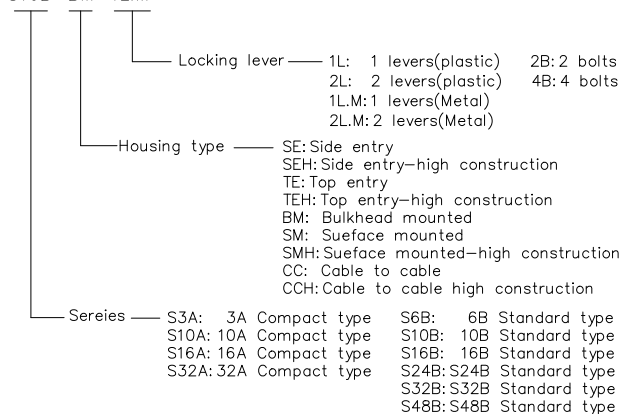 Locking lever 1L: 1 levers(plastic) 2B: 2 bolts
2L: 2 levers(plastic) 4B: 4 bolts
1L.M: 1 levers(Metal)
2L.M: 2 levers(Metal)
Housing type SE: Side entry
SEH: Side entry-high construction
TE: Top entry
TEH: Top entry-high construction
BM: Bulkhead mounted
SM: Sueface mounted
SMH: Sueface mounted-high construction
CC: Cable to cable
CCH: Cable to cable high construction
Sereies S3A: 3A Compact type S6B: 6B Standard type
S10A: 10A Compact type S10B: 10B Standard type
S16A: 16A Compact type S16B: 16B Standard type
S32A: 32A Compact type S24B: S24B Standard type
S32B: S32B Standard type
S48B: S48B Standard type